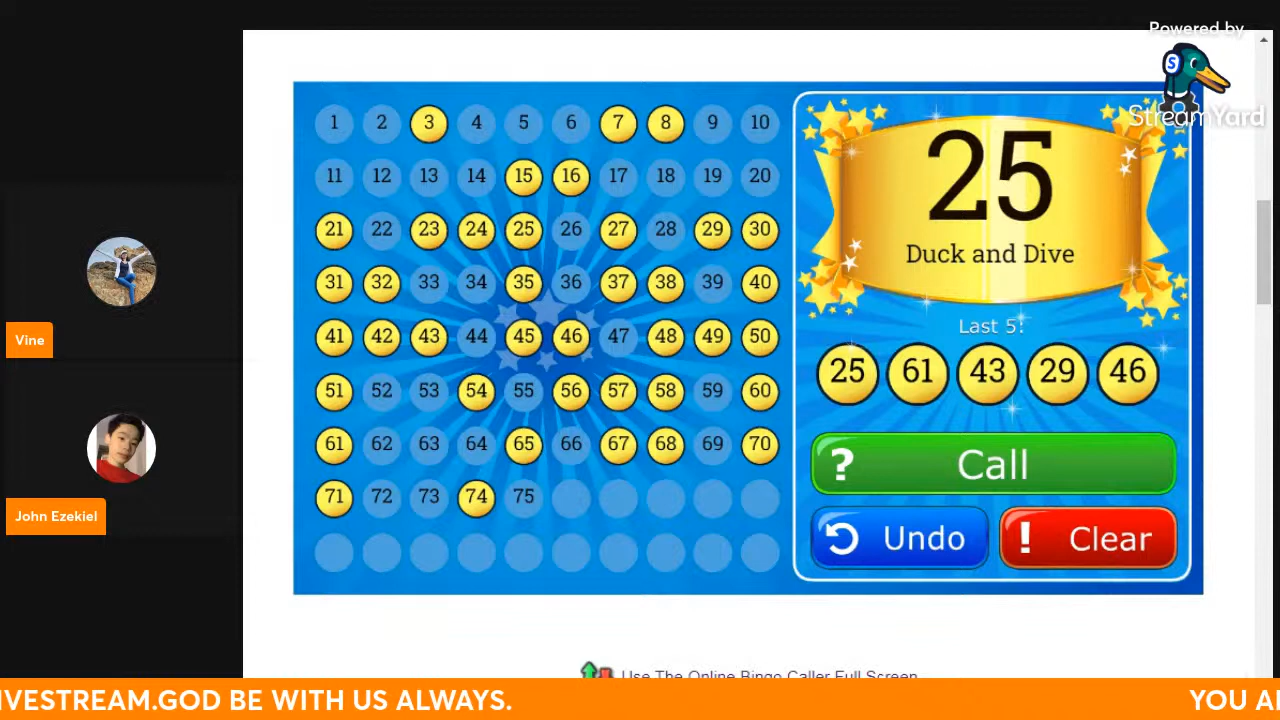 Powered by
StreamYard
1 2 3 4 5 6 7 8 9 10
11 12 13 14 15 16 17 18 19 20
21 22 23 24 25 26 27 28 29 30
31 32 33 34 35 36 37 38 39 40
41 42 43 44 45 46 47 48 49 50
51 52 53 54 55 56 57 58 59 60
61 62 63 64 65 66 67 68 69 70
71 72 73 74 75
25
Duck and Dive
Last 5!
25 61 43 29 46
? Call
Undo
! Clear
Vine
John Ezekiel
Use The Online Bingo Caller Full Screen
IVESTREAM.GOD BE WITH US ALWAYS.
YOU